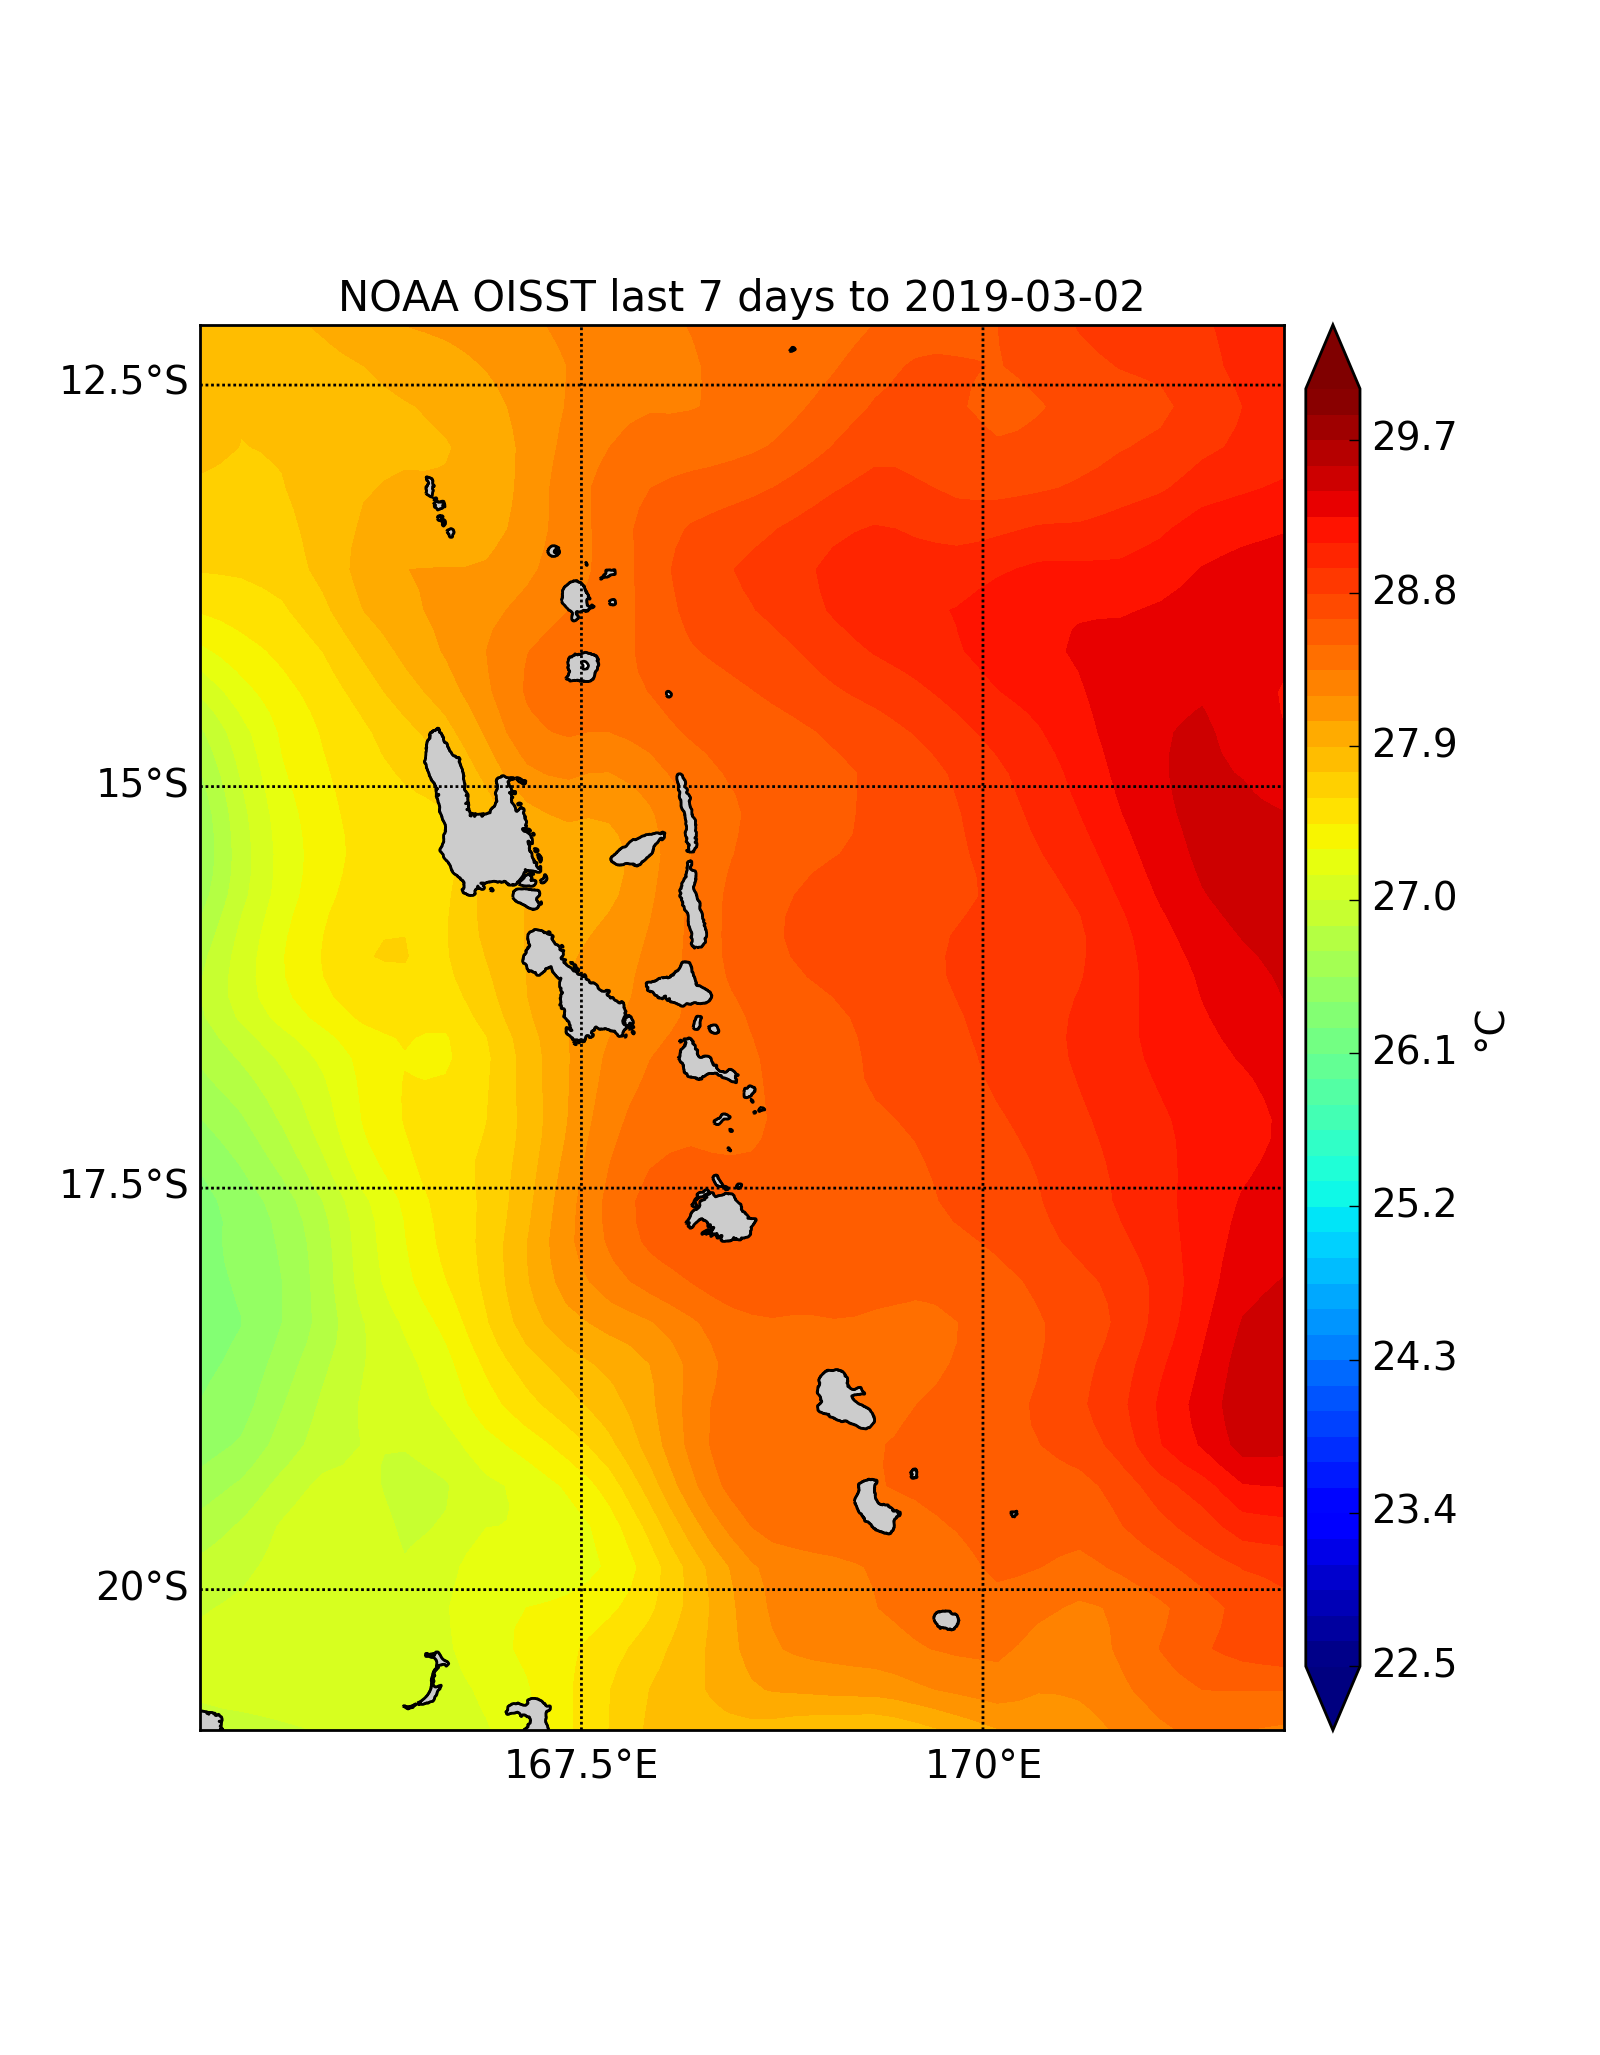 NOAA OISST last 7 days to 2019-03-02
12.5°S
15°S
17.5°S
20°S
167.5°E
170°E
29.7
28.8
27.9
27.0
26.1
25.2
24.3
23.4
22.5
°C